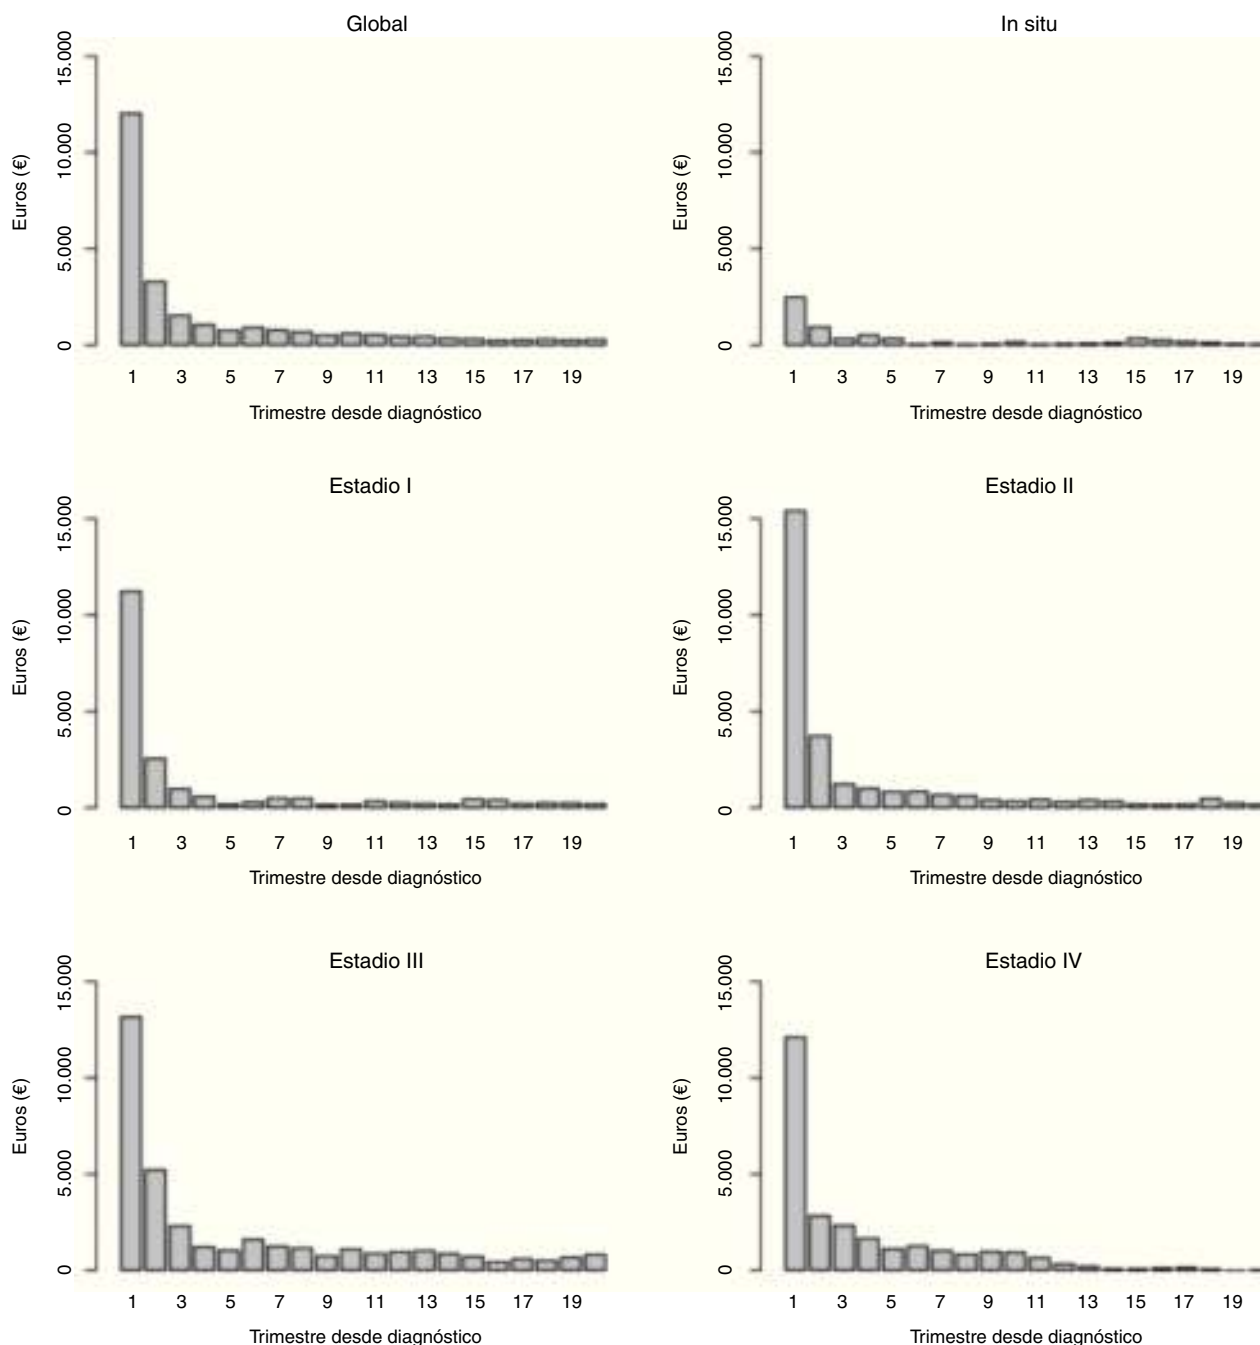 Global
Euros (€)
15.000
10.000
5.000
0
1 3 5 7 9 11 13 15 17 19
Trimestre desde diagnóstico
In situ
Euros (€)
15.000
10.000
5.000
0
1 3 5 7 9 11 13 15 17 19
Trimestre desde diagnóstico
Estadio I
Euros (€)
15.000
10.000
5.000
0
1 3 5 7 9 11 13 15 17 19
Trimestre desde diagnóstico
Estadio II
Euros (€)
15.000
10.000
5.000
0
1 3 5 7 9 11 13 15 17 19
Trimestre desde diagnóstico
Estadio III
Euros (€)
15.000
10.000
5.000
0
1 3 5 7 9 11 13 15 17 19
Trimestre desde diagnóstico
Estadio IV
Euros (€)
15.000
10.000
5.000
0
1 3 5 7 9 11 13 15 17 19
Trimestre desde diagnóstico